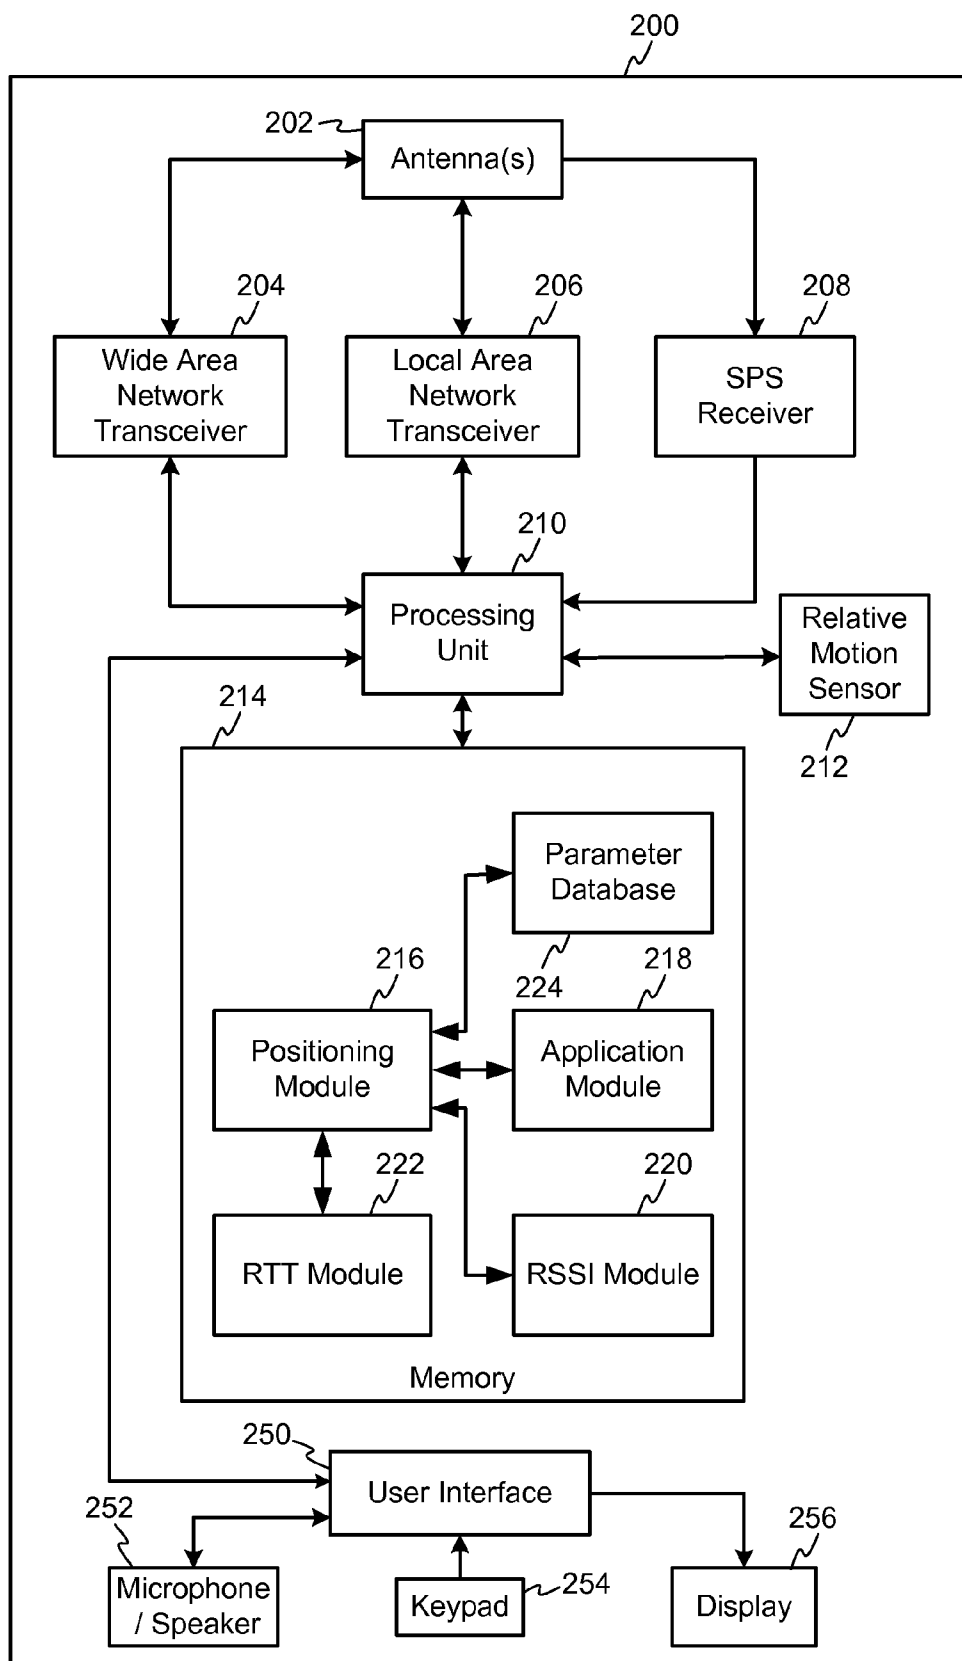 200
202
Antenna(s)
204
206
208
Wide Area
Network
Transceiver
Local Area
Network
Transceiver
SPS
Receiver
210
Processing
Unit
Relative
Motion
Sensor
212
214
Parameter
Database
224
216
218
Positioning
Module
Application
Module
222
220
RTT Module
RSSI Module
Memory
250
User Interface
252
256
Microphone
/ Speaker
Keypad
254
Display